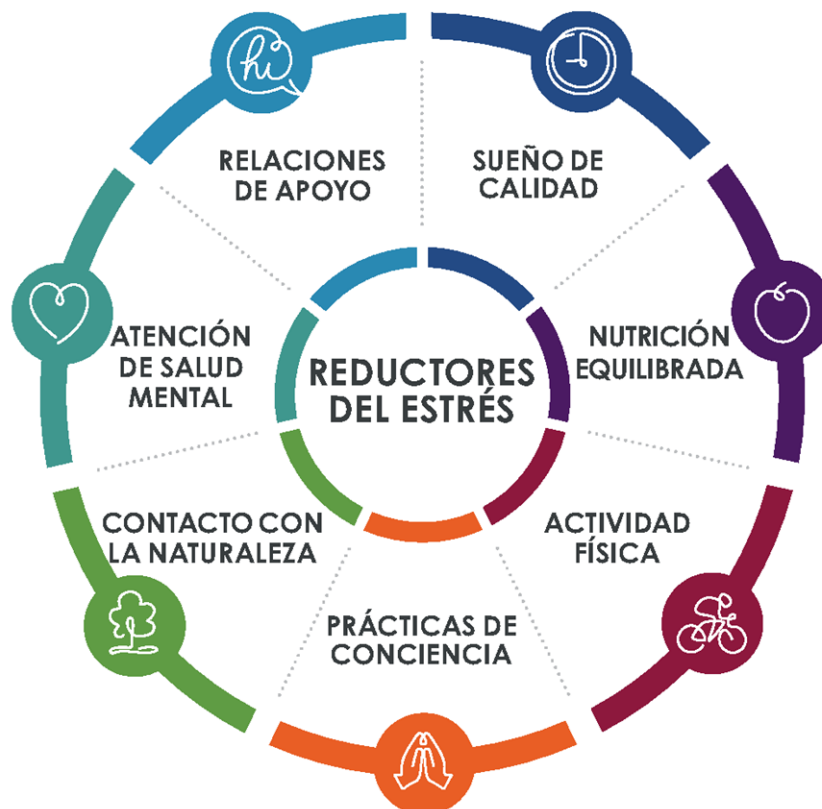 hi
RELACIONES
DE APOYO
SUEÑO DE
CALIDAD
NUTRICIÓN
EQUILIBRADA
ACTIVIDAD
FÍSICA
PRÁCTICAS DE
CONCIENCIA
CONTACTO CON
LA NATURALEZA
ATENCIÓN
DE SALUD
MENTAL
REDUCTORES
DEL ESTRÉS